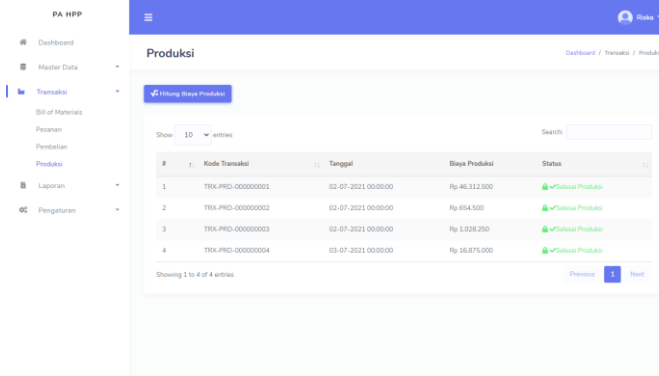 PA HPP
Riska
Dashboard
Master Data
Transaksi
Bill of Materials
Pesanan
Pembelian
Produksi
Laporan
Pengaturan
Produksi
Dashboard / Transaksi / Produksi
Hitung Biaya Produksi
Show 10 entries
Search:
# Kode Transaksi Tanggal Biaya Produksi Status
1 TRX-PRD-000000001 02-07-2021 00:00:00 Rp 46.312.500 Selesai Produksi
2 TRX-PRD-000000002 02-07-2021 00:00:00 Rp 654.500 Selesai Produksi
3 TRX-PRD-000000003 02-07-2021 00:00:00 Rp 1.028.250 Selesai Produksi
4 TRX-PRD-000000004 03-07-2021 00:00:00 Rp 16.875.000 Selesai Produksi
Showing 1 to 4 of 4 entries
Previous 1 Next